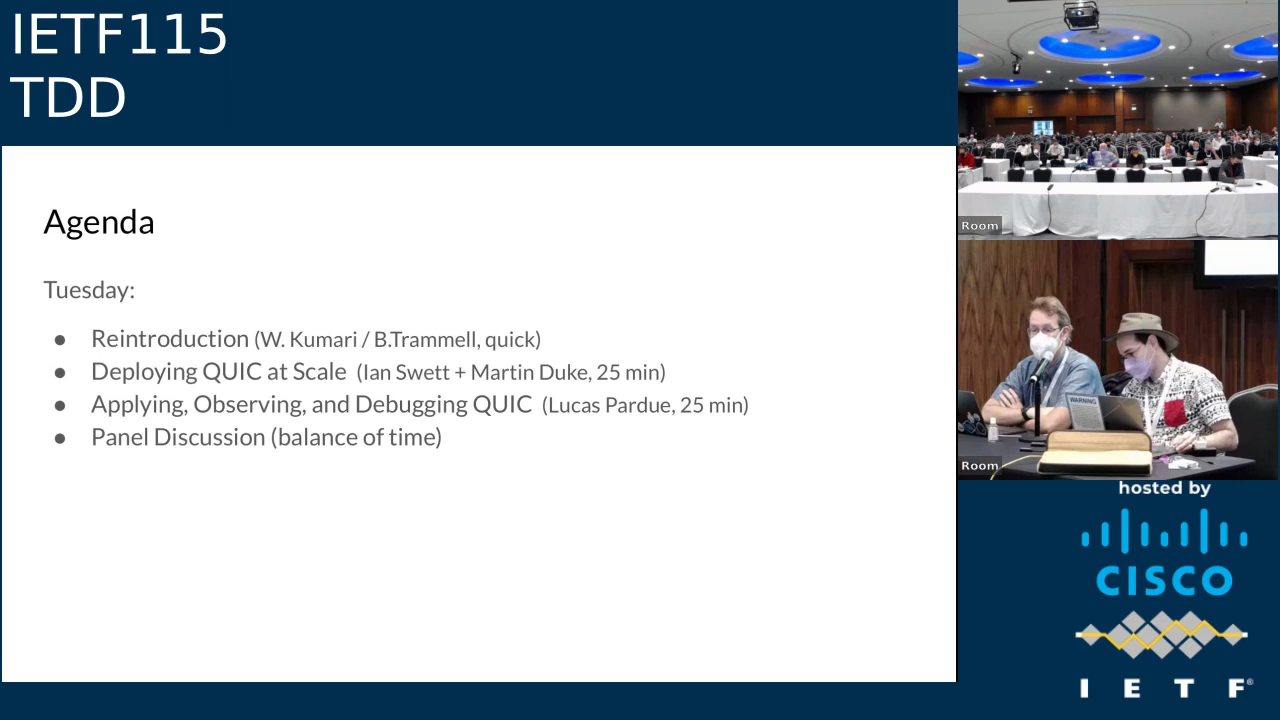 IETF115
TDD
Agenda
Tuesday:
● Reintroduction (W. Kumari / B.Trammell, quick)
● Deploying QUIC at Scale (Ian Swett + Martin Duke, 25 min)
● Applying, Observing, and Debugging QUIC (Lucas Pardue, 25 min)
● Panel Discussion (balance of time)
Room
WARNING
Room
hosted by
CISCO
I E T F®